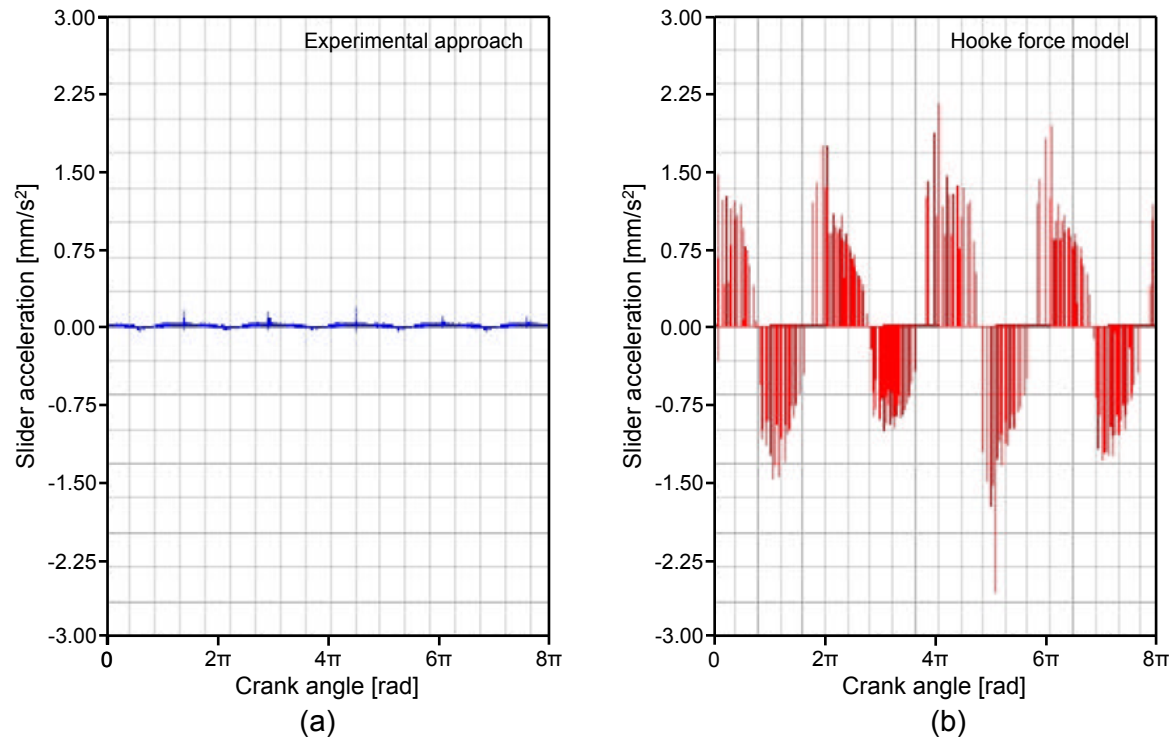 Experimental approach
3.00
2.25
1.50
0.75
0.00
-0.75
-1.50
-2.25
-3.00
Slider acceleration [mm/s²]
0 2π 4π 6π 8π
Crank angle [rad]
(a)
Hooke force model
3.00
2.25
1.50
0.75
0.00
-0.75
-1.50
-2.25
-3.00
Slider acceleration [mm/s²]
0 2π 4π 6π 8π
Crank angle [rad]
(b)